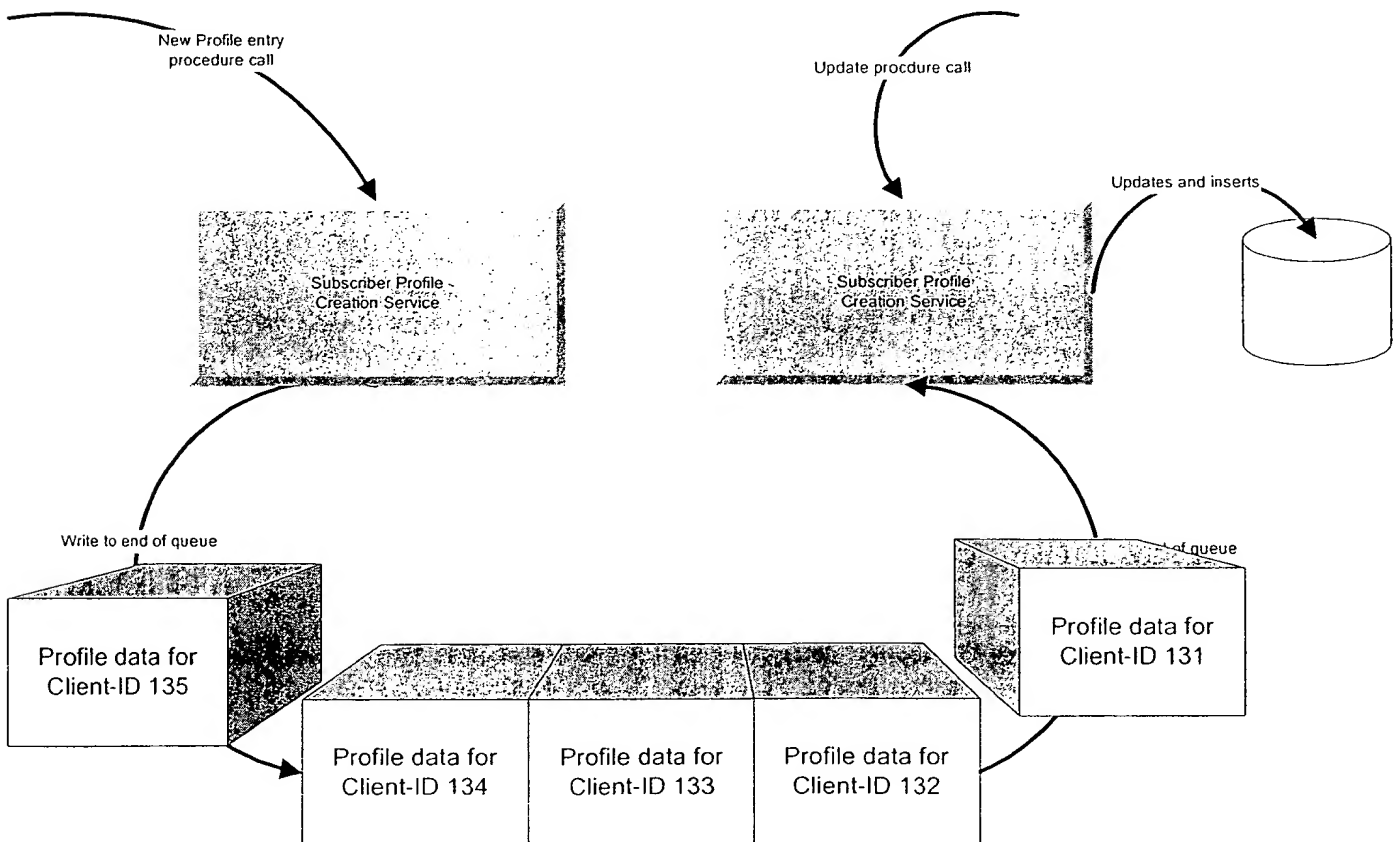 New Profile entry
procedure call
Update procdure call
Updates and inserts
Subscriber Profile
Creation Service
Subscriber Profile
Creation Service
Write to end of queue
of queue
Profile data for
Client-ID 135
Profile data for
Client-ID 131
Profile data for
Client-ID 134
Profile data for
Client-ID 133
Profile data for
Client-ID 132